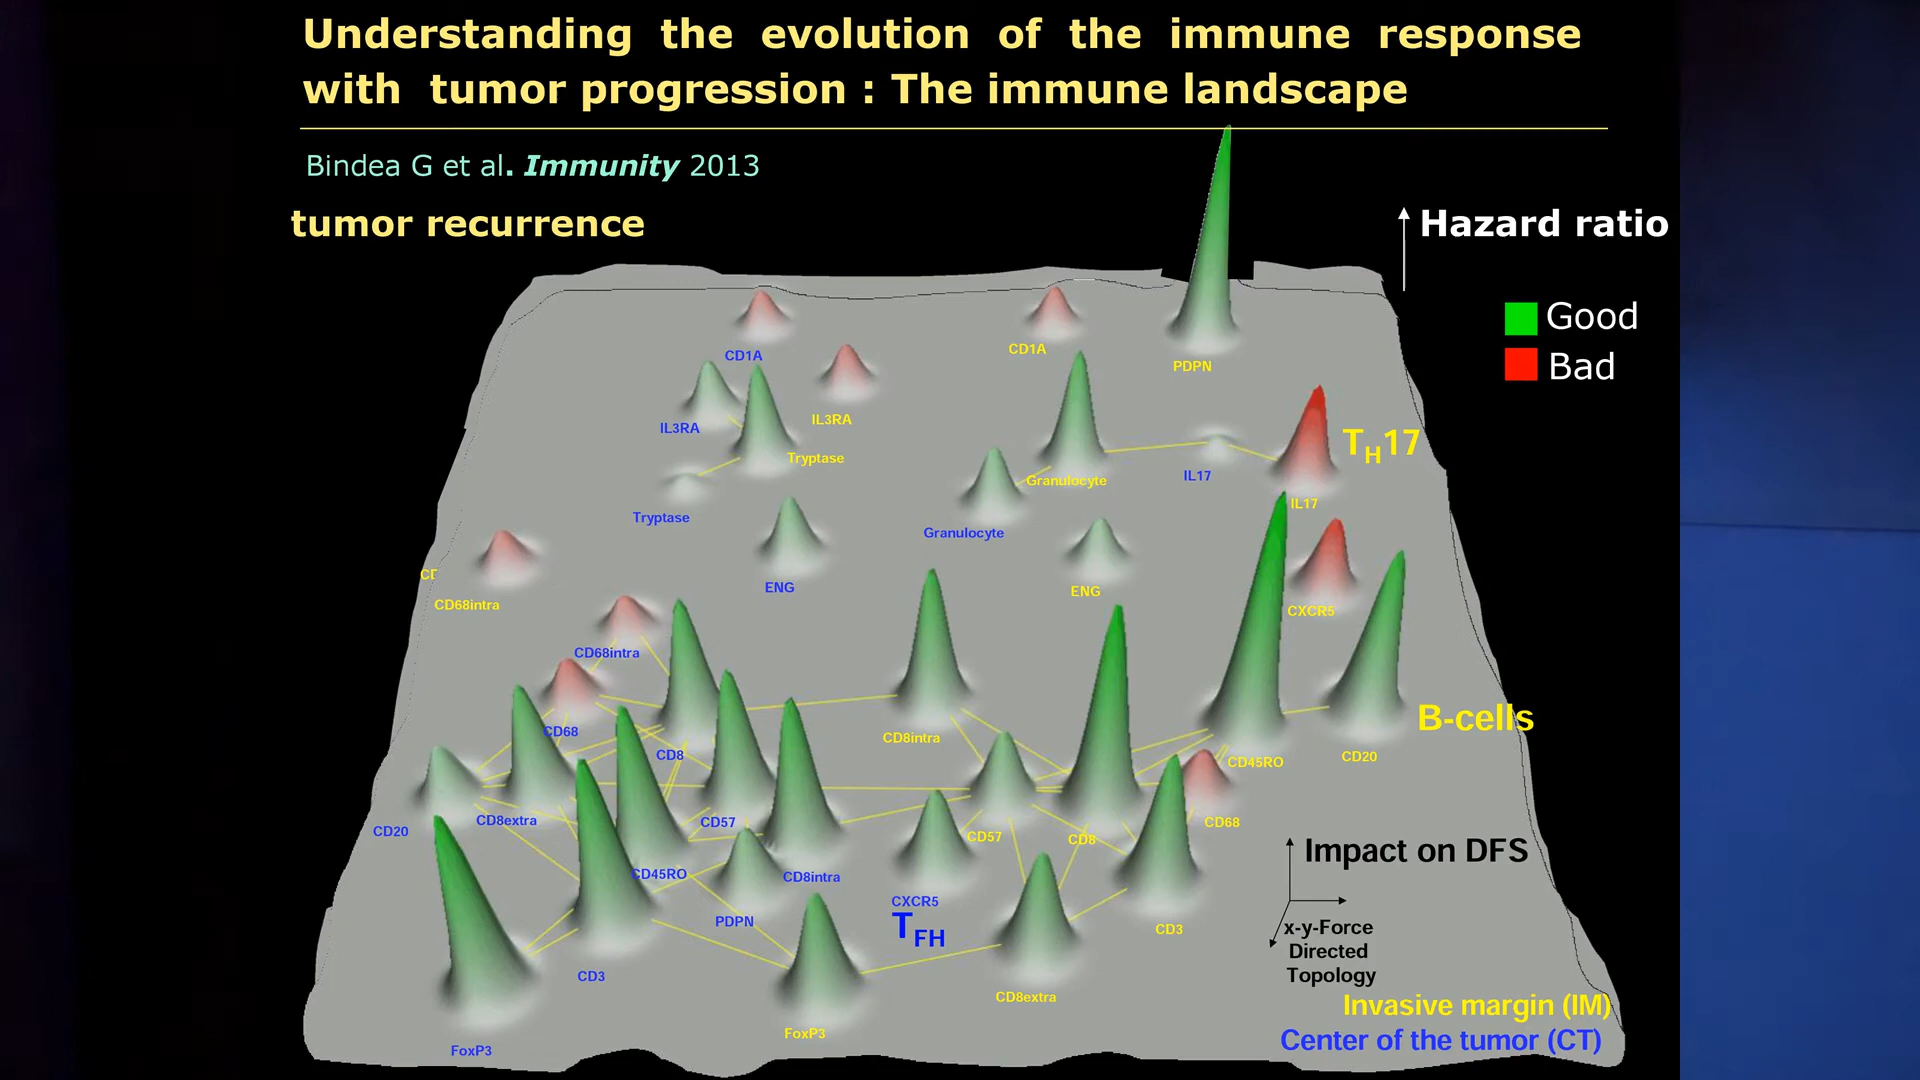 Understanding the evolution of the immune response
with tumor progression : The immune landscape
Bindea G et al. Immunity 2013
tumor recurrence
Hazard ratio
Good
Bad
CD1A
CD1A
PDPN
IL3RA
IL3RA
TH17
Tryptase
Granulocyte
IL17
IL17
Tryptase
Granulocyte
CD68intra
ENG
ENG
CXCR5
CD68intra
CD68
CD8
CD8intra
CD45RO
B-cells
CD20
CD20
CD8extra
CD57
CD57
CD8
CD68
Impact on DFS
CD45RO
CD8intra
CXCR5
TFH
PDPN
CD3
x-y-Force
Directed
Topology
CD3
CD8extra
Invasive margin (IM)
FoxP3
FoxP3
Center of the tumor (CT)